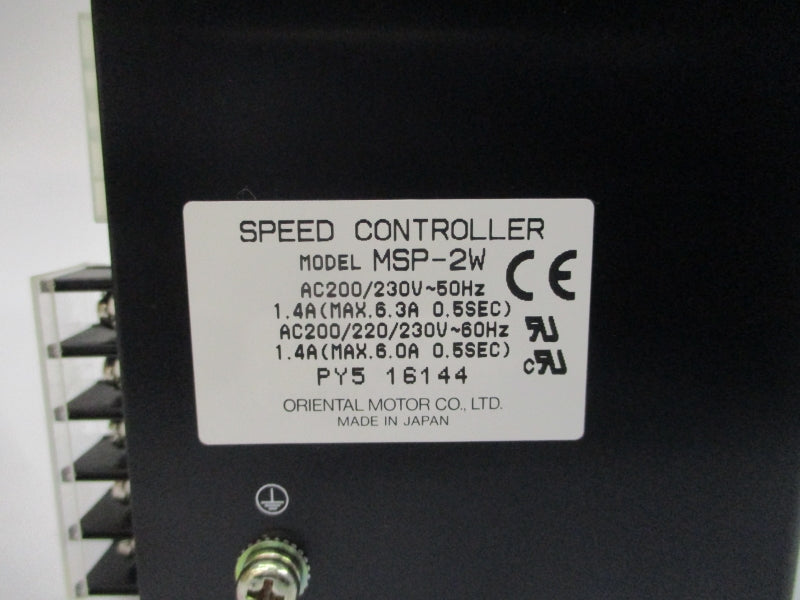 SPEED CONTROLLER
MODEL MSP-2W
CE
AC200/230V~50Hz
1.4A(MAX.6.3A 0.5SEC)
AC200/220/230V~60Hz
1.4A(MAX.6.0A 0.5SEC)
PY5 16144
ORIENTAL MOTOR CO., LTD.
MADE IN JAPAN